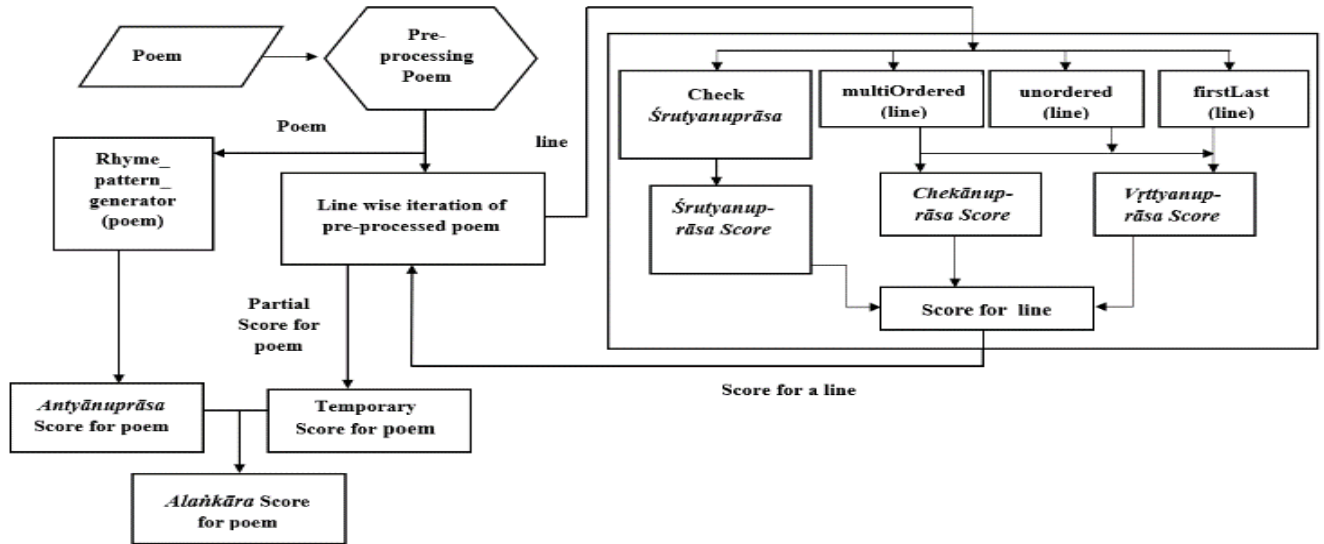 Poem
Pre-
processing
Poem
Poem
line
Rhyme_
pattern_
generator
(poem)
Line wise iteration of
pre-processed poem
Check
Śrutyanuprāsa
multiOrdered
(line)
unordered
(line)
firstLast
(line)
Śrutyanup-
rāsa Score
Chekānup-
rāsa Score
Vṛttyanup-
rāsa Score
Score for line
Partial
Score for
poem
Score for a line
Antyānuprāsa
Score for poem
Temporary
Score for poem
Alaṅkāra Score
for poem